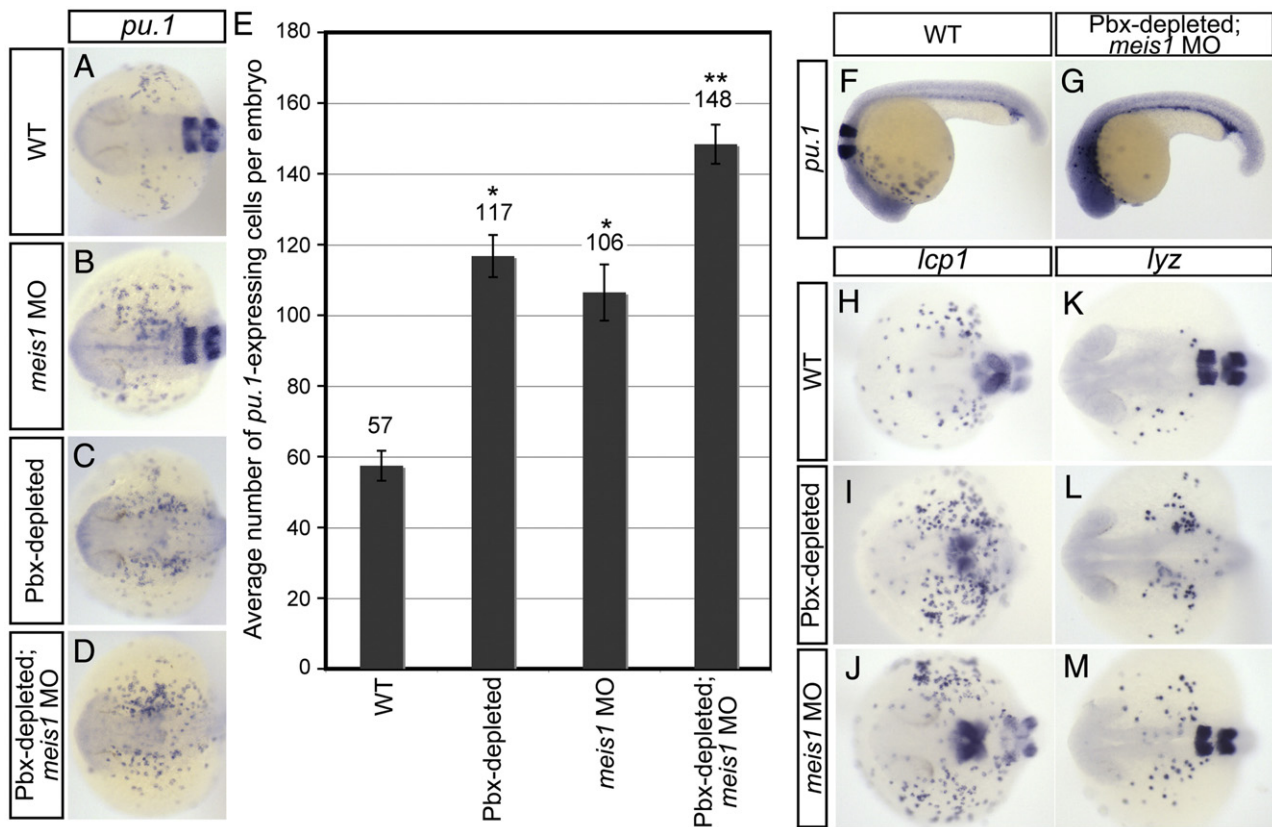 pu.1
A
WT
B
meis1 MO
C
Pbx-depleted
D
Pbx-depleted;
meis1 MO
E
Average number of pu.1-expressing cells per embryo
180
160
140
120
100
80
60
40
20
0
57
*
117
*
106
**
148
WT
Pbx-depleted
meis1 MO
Pbx-depleted;
meis1 MO
WT
Pbx-depleted;
meis1 MO
pu.1
F
G
lcp1
lyz
WT
H
K
Pbx-depleted
I
L
meis1 MO
J
M